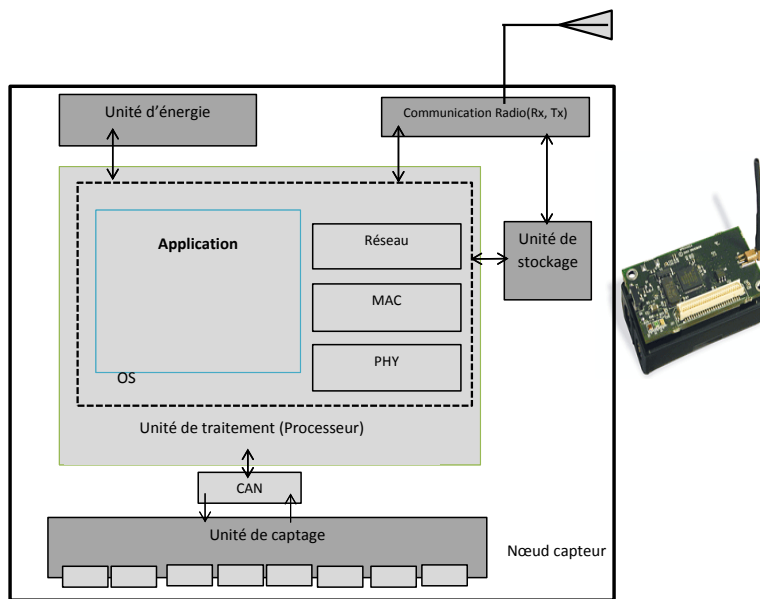 Unité d'énergie
Communication Radio(Rx, Tx)
Application
Réseau
Unité de
stockage
MAC
PHY
OS
Unité de traitement (Processeur)
CAN
Unité de captage
Nœud capteur